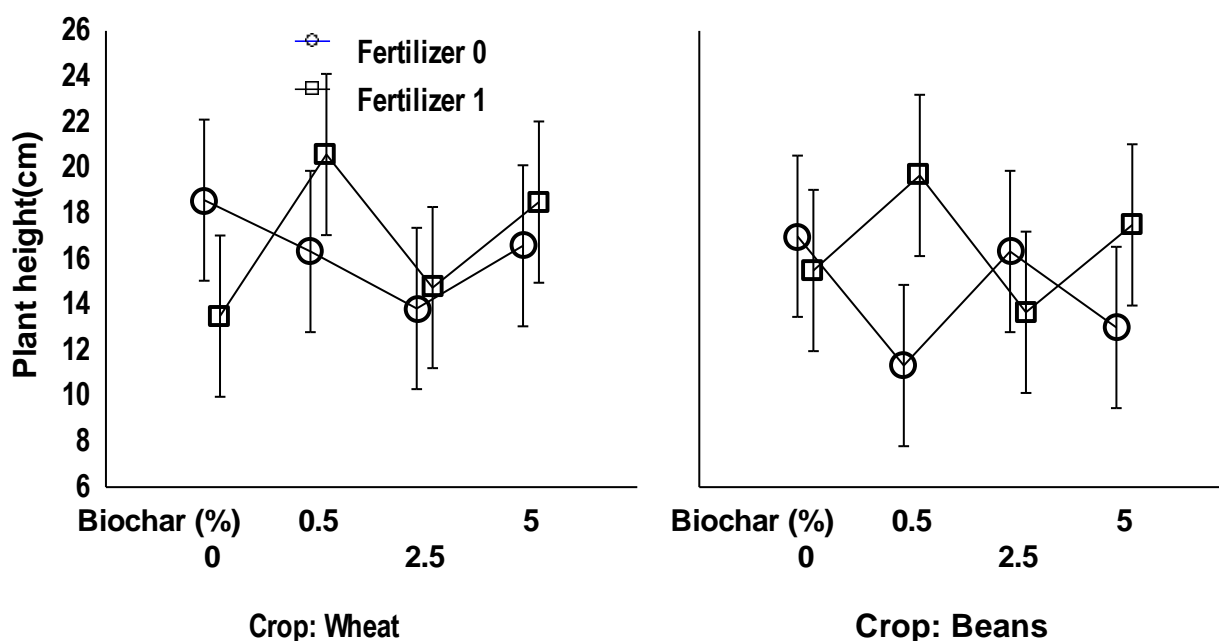 Plant height(cm)
26
24
22
20
18
16
14
12
10
8
6
Fertilizer 0
Fertilizer 1
Biochar (%) 0.5 5
0 2.5
Crop: Wheat
Biochar (%) 0.5 5
0 2.5
Crop: Beans